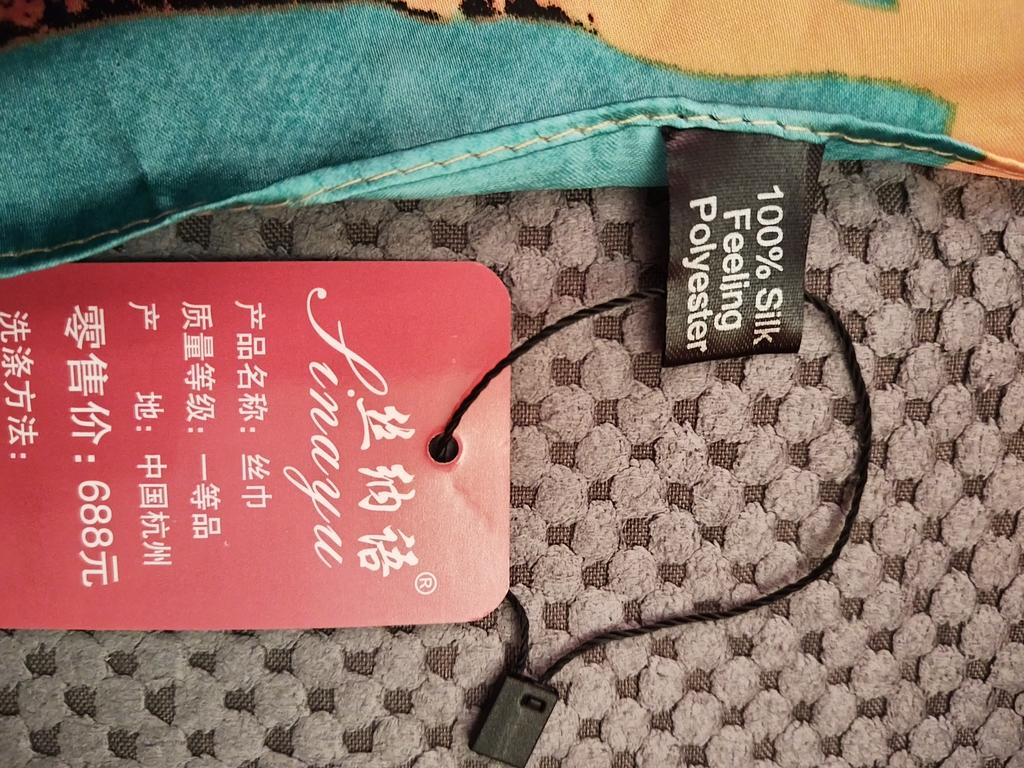 丝纳语®
Sinayu
产品名称：丝巾
质量等级：一等品
产 地：中国杭州
零售价：688元
洗涤方法：
100% Silk
Feeling
Polyester